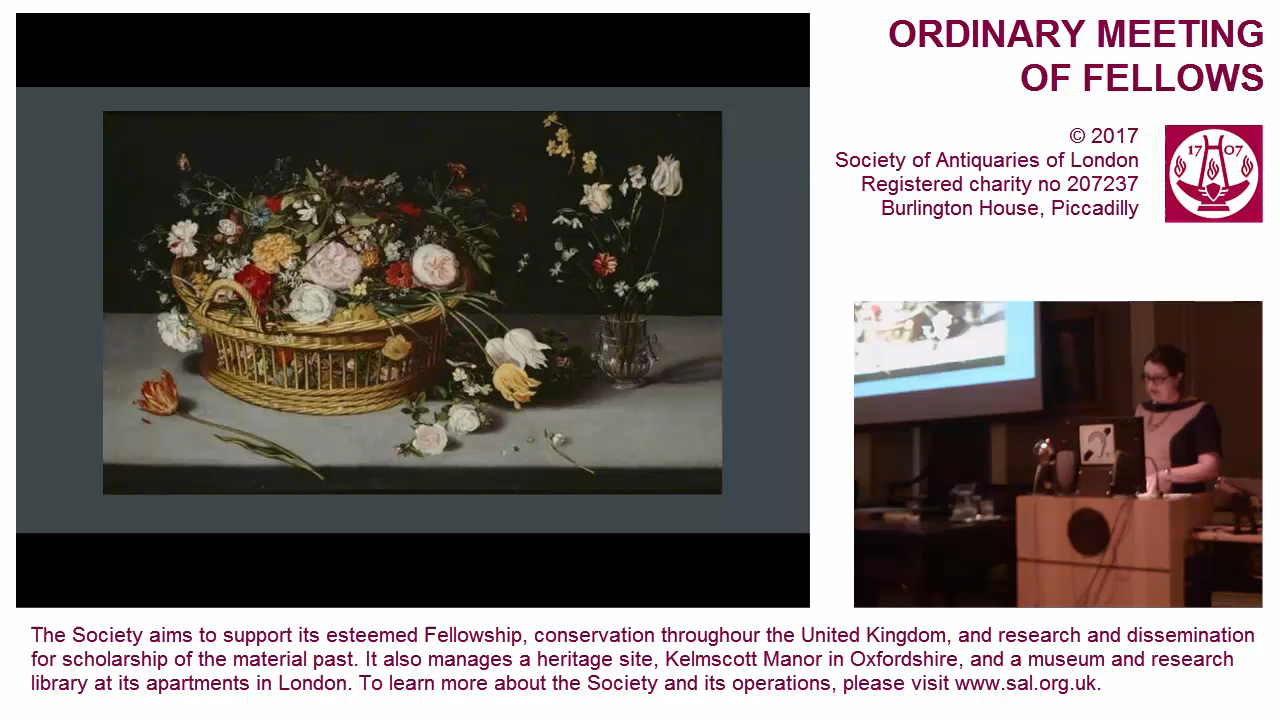 ORDINARY MEETING
OF FELLOWS
© 2017
Society of Antiquaries of London
Registered charity no 207237
Burlington House, Piccadilly
17 07
The Society aims to support its esteemed Fellowship, conservation throughour the United Kingdom, and research and dissemination
for scholarship of the material past. It also manages a heritage site, Kelmscott Manor in Oxfordshire, and a museum and research
library at its apartments in London. To learn more about the Society and its operations, please visit www.sal.org.uk.